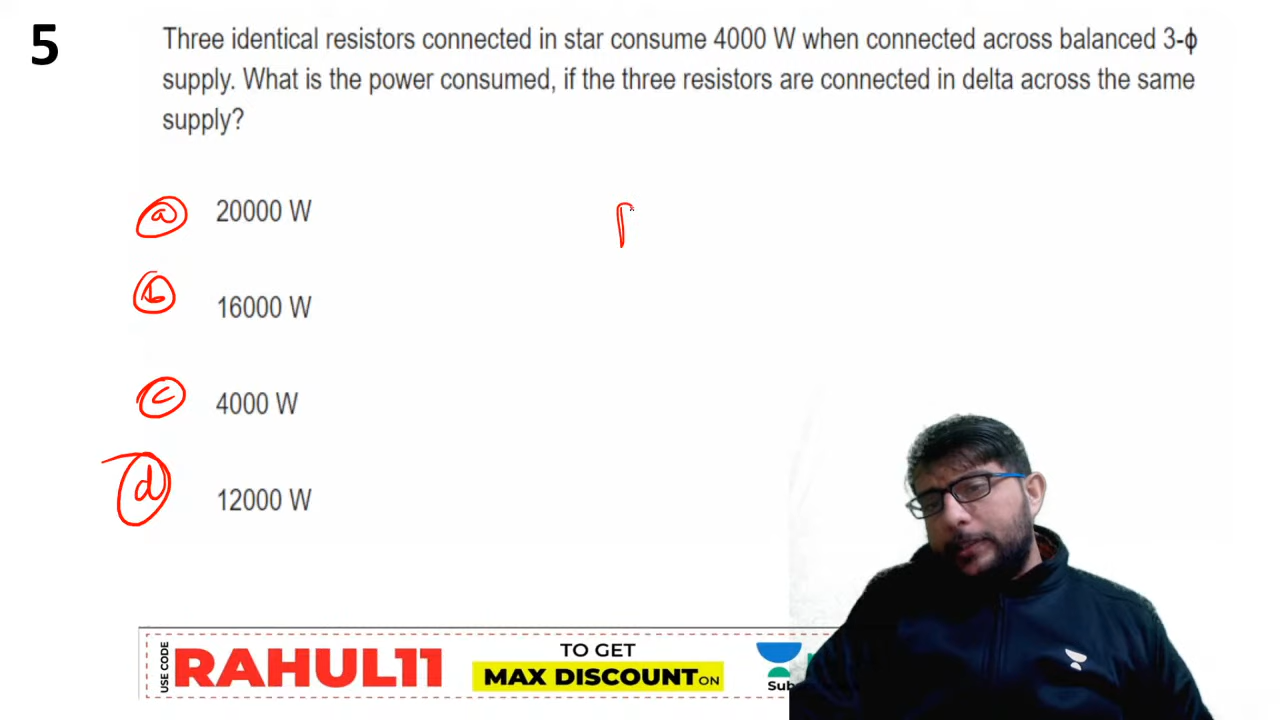 5
Three identical resistors connected in star consume 4000 W when connected across balanced 3-ϕ
supply. What is the power consumed, if the three resistors are connected in delta across the same
supply?
a 20000 W
b 16000 W
c 4000 W
d 12000 W
USE CODE
RAHUL11
TO GET
MAX DISCOUNT ON